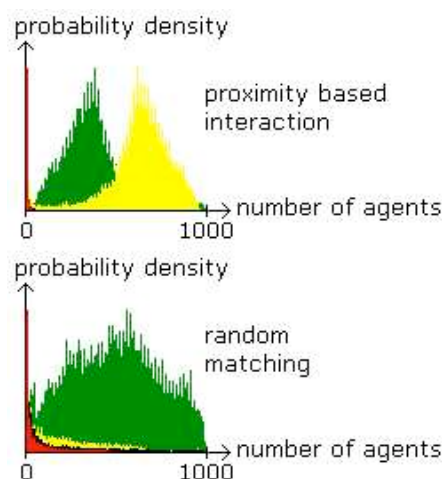 probability density
proximity based
interaction
number of agents
0 1000
probability density
random
matching
number of agents
0 1000